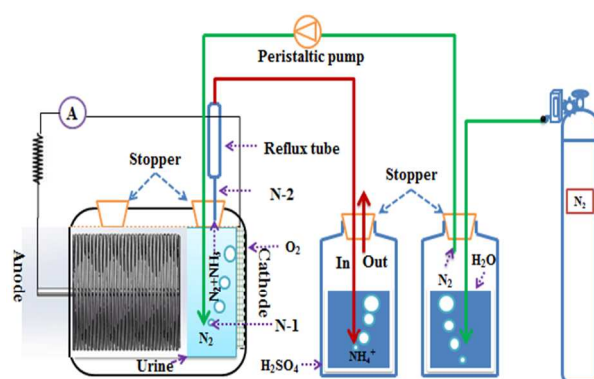 Peristaltic pump
A
Reflux tube
Stopper
Stopper
N-2
N₂
O₂
Anode
N₂+NH₃
Cathode
In
Out
N₂
H₂O
N₂
N-1
Urine
H₂SO₄
NH₄⁺